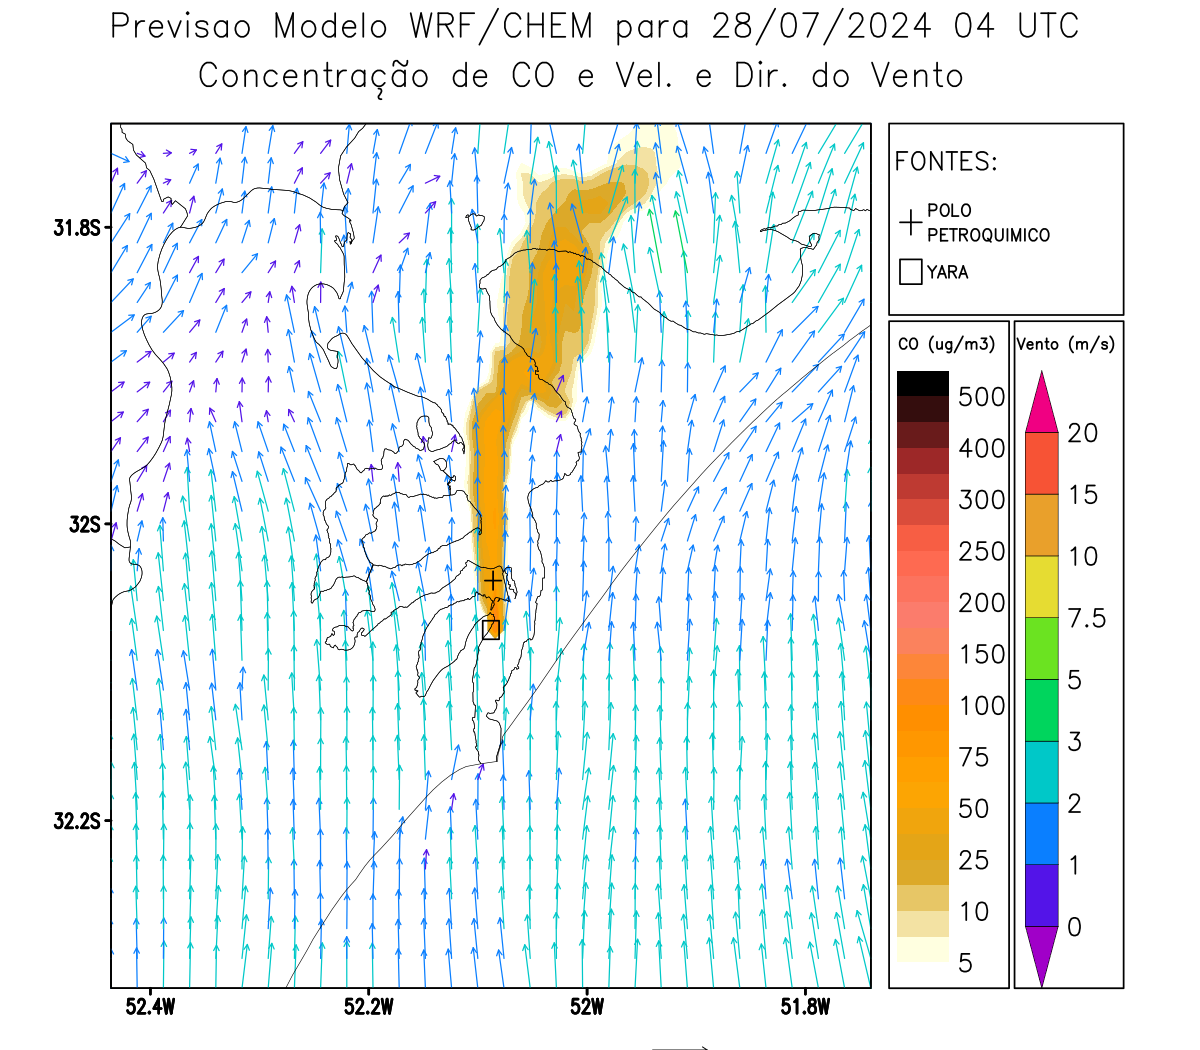 Previsao Modelo WRF/CHEM para 28/07/2024 04 UTC
Concentração de CO e Vel. e Dir. do Vento
FONTES:
POLO
PETROQUIMICO
YARA
CO (ug/m3)
500
400
300
250
200
150
100
75
50
25
10
5
Vento (m/s)
20
15
10
7.5
5
3
2
1
0
31.8S
32S
32.2S
52.4W
52.2W
52W
51.8W